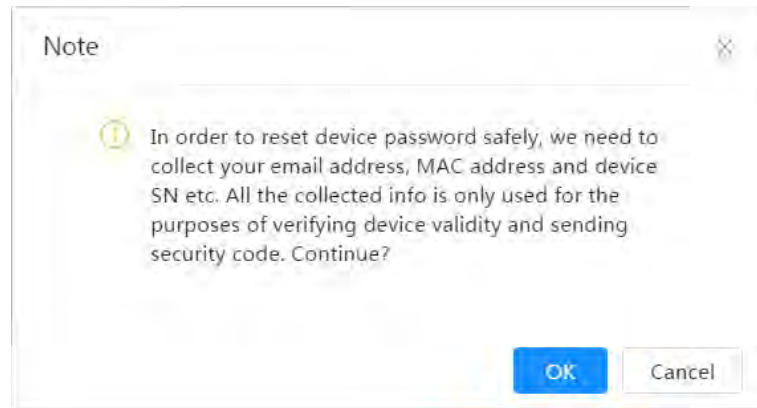 Note
In order to reset device password safely, we need to
collect your email address, MAC address and device
SN etc. All the collected info is only used for the
purposes of verifying device validity and sending
security code. Continue?
OK
Cancel